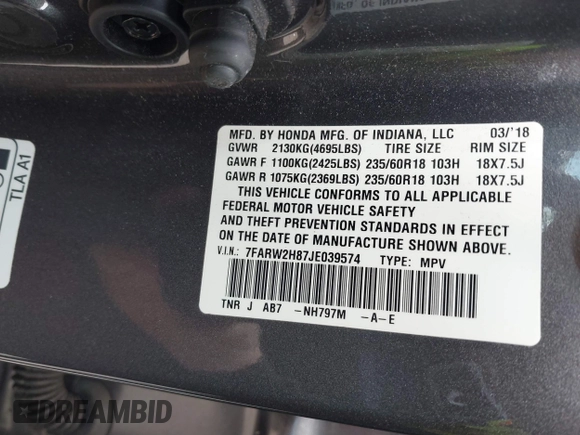 TLA A1
MFD. BY HONDA MFG. OF INDIANA, LLC 03/'18
GVWR 2130KG(4695LBS) TIRE SIZE RIM SIZE
GAWR F 1100KG(2425LBS) 235/60R18 103H 18X7.5J
GAWR R 1075KG(2369LBS) 235/60R18 103H 18X7.5J
THIS VEHICLE CONFORMS TO ALL APPLICABLE
FEDERAL MOTOR VEHICLE SAFETY
AND THEFT PREVENTION STANDARDS IN EFFECT
ON THE DATE OF MANUFACTURE SHOWN ABOVE.
V.I.N.: 7FARW2H87JE039574 TYPE: MPV
TNR J AB7 -NH797M -A-E
DREAMBID